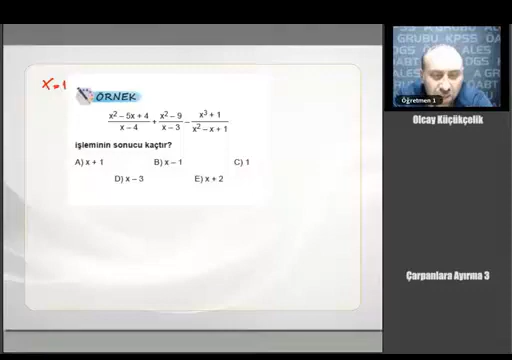 x=1
ÖRNEK
x² – 5x + 4 / x – 4 + x² – 9 / x – 3 – x³ + 1 / x² – x + 1
işleminin sonucu kaçtır?
A) x + 1 B) x – 1 C) 1
D) x – 3 E) x + 2
Öğretmen 1
Olcay Küçükçelik
Çarpanlara Ayırma 3